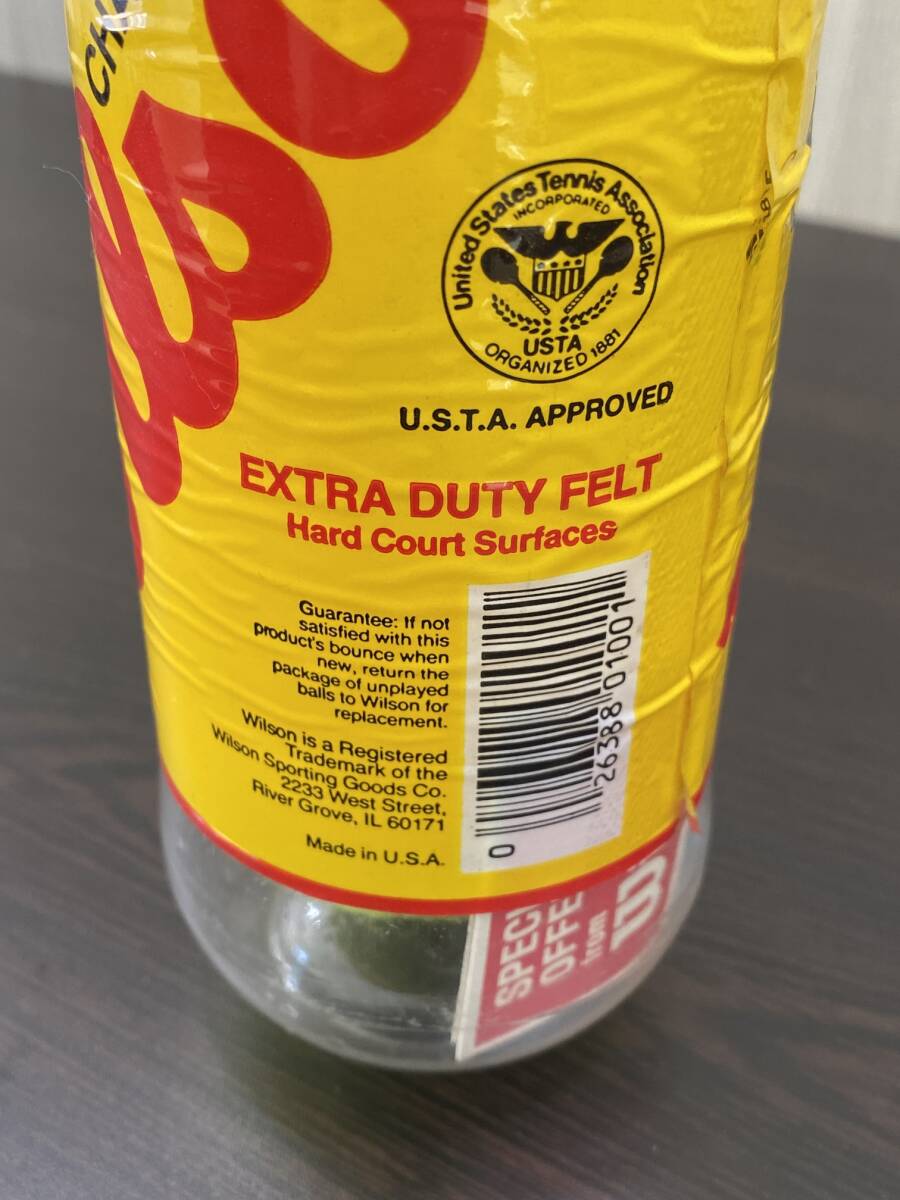 United States Tennis Association
INCORPORATED
USTA
ORGANIZED 1881
U.S.T.A. APPROVED
EXTRA DUTY FELT
Hard Court Surfaces
Guarantee: If not
satisfied with this
product's bounce when
new, return the
package of unplayed
balls to Wilson for
replacement.
Wilson is a Registered
Trademark of the
Wilson Sporting Goods Co.
2233 West Street,
River Grove, IL 60171
Made in U.S.A.
0 26388 01001
from